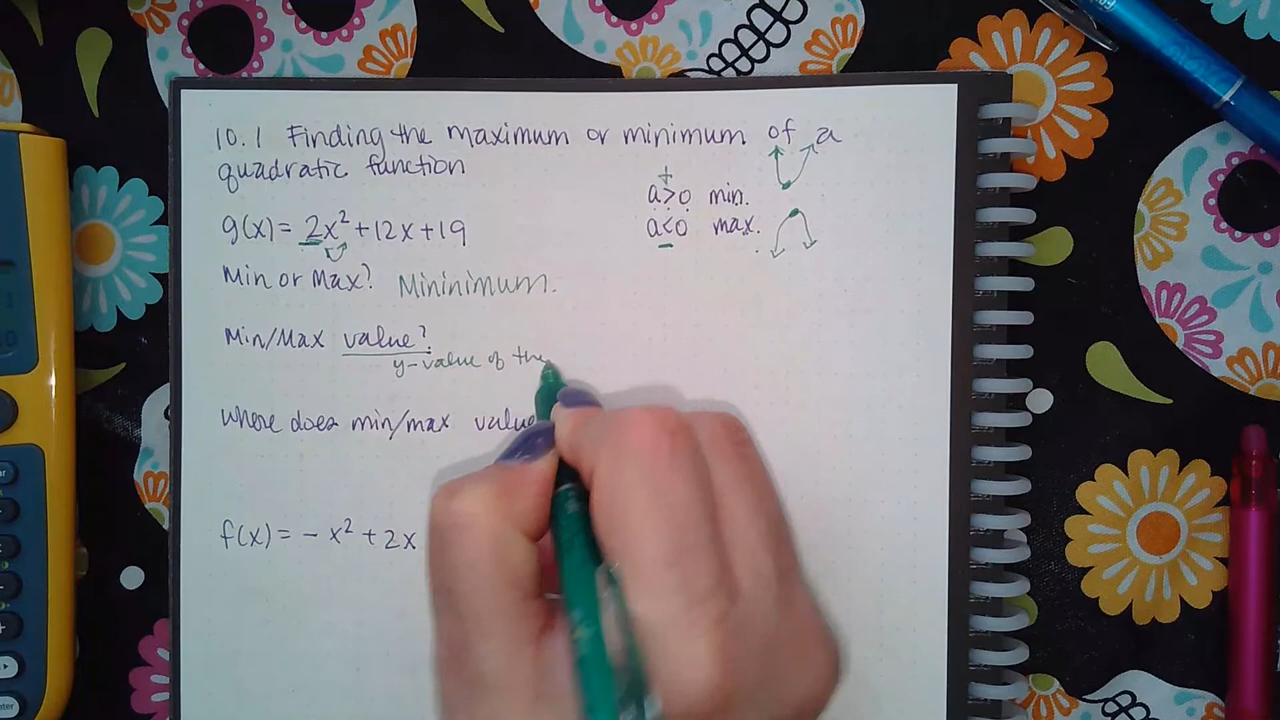 10.1 Finding the maximum or minimum of a
quadratic function
+
a>0 min.
a<0 max.
g(x) = 2x²+12x+19
Min or Max? Mininimum.
Min/Max value?
y-value of the
Where does min/max value
f(x) = -x²+2x